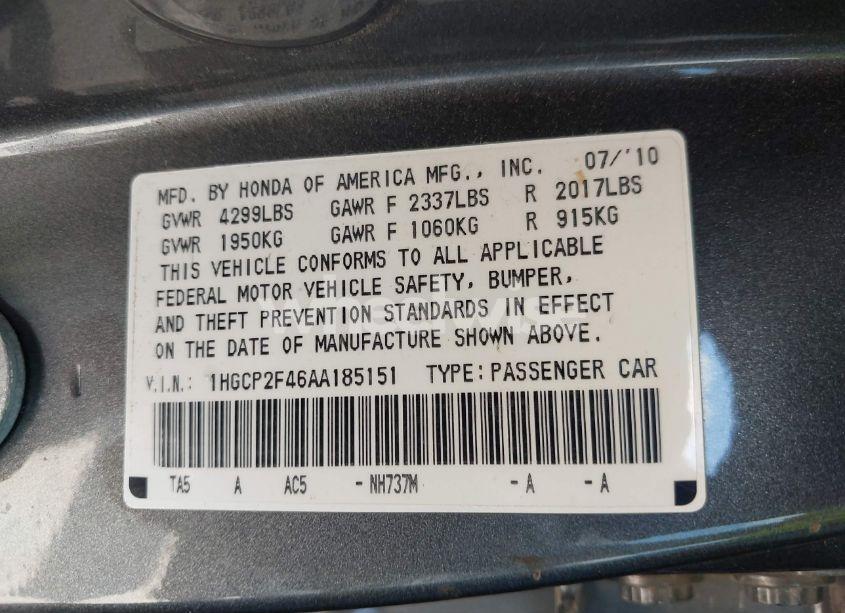 MFD. BY HONDA OF AMERICA MFG., INC. 07/'10
GVWR 4299LBS GAWR F 2337LBS R 2017LBS
GVWR 1950KG GAWR F 1060KG R 915KG
THIS VEHICLE CONFORMS TO ALL APPLICABLE
FEDERAL MOTOR VEHICLE SAFETY, BUMPER,
AND THEFT PREVENTION STANDARDS IN EFFECT
ON THE DATE OF MANUFACTURE SHOWN ABOVE.
V.I.N.: 1HGCP2F46AA185151 TYPE: PASSENGER CAR
TA5 A AC5 - NH737M - A - A